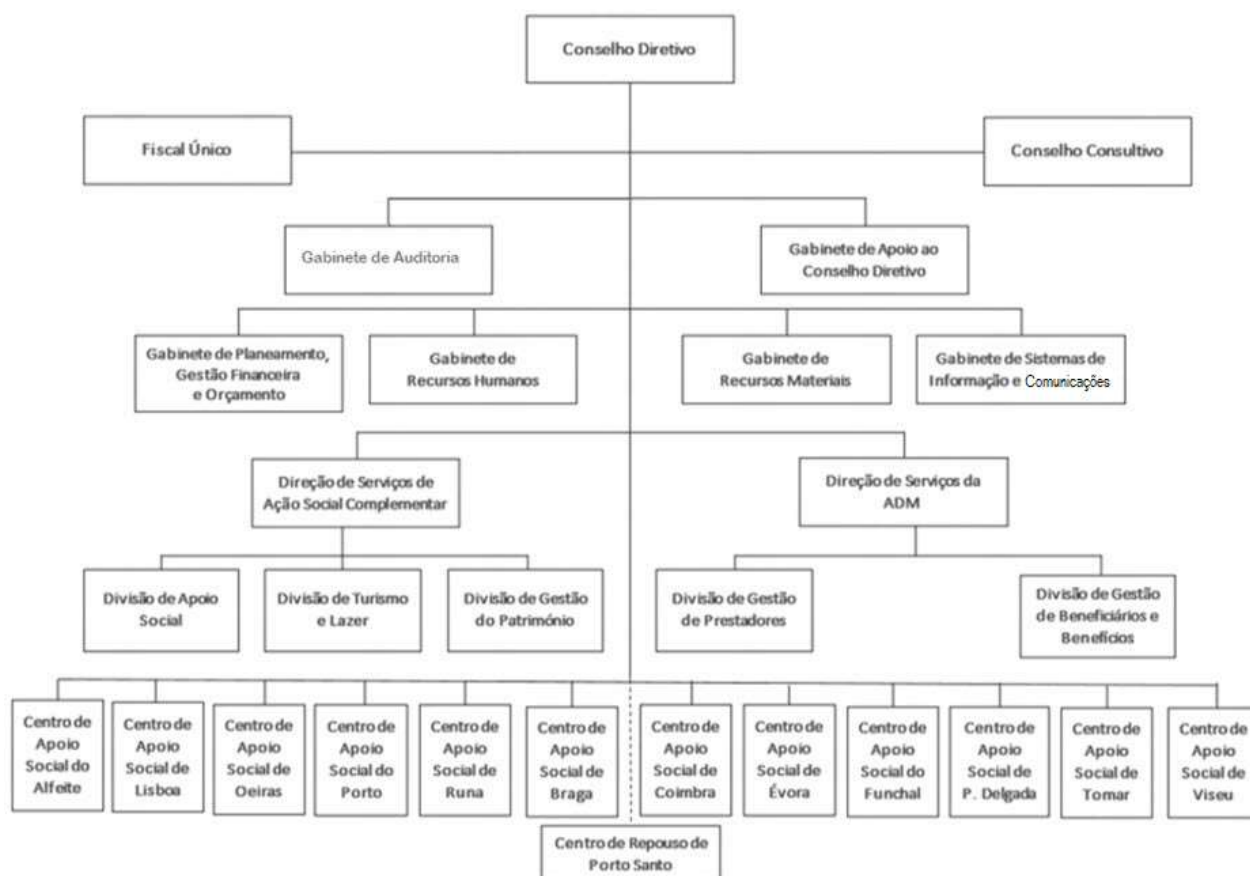 Conselho Diretivo
Fiscal Único
Conselho Consultivo
Gabinete de Auditoria
Gabinete de Apoio ao
Conselho Diretivo
Gabinete de Planeamento,
Gestão Financeira
e Orçamento
Gabinete de
Recursos Humanos
Gabinete de
Recursos Materiais
Gabinete de Sistemas de
Informação e Comunicações
Direção de Serviços de
Ação Social Complementar
Direção de Serviços da
ADM
Divisão de Apoio
Social
Divisão de Turismo
e Lazer
Divisão de Gestão
do Património
Divisão de Gestão
de Prestadores
Divisão de Gestão
de Beneficiários e
Benefícios
Centro de
Apoio
Social do
Alfeite
Centro de
Apoio
Social de
Lisboa
Centro de
Apoio
Social de
Oeiras
Centro de
Apoio
Social do
Porto
Centro de
Apoio
Social de
Runa
Centro de
Apoio
Social de
Braga
Centro de
Apoio
Social de
Coimbra
Centro de
Apoio
Social de
Évora
Centro de
Apoio
Social do
Funchal
Centro de
Apoio
Social de
P. Delgada
Centro de
Apoio
Social de
Tomar
Centro de
Apoio
Social de
Viseu
Centro de Repouso de
Porto Santo